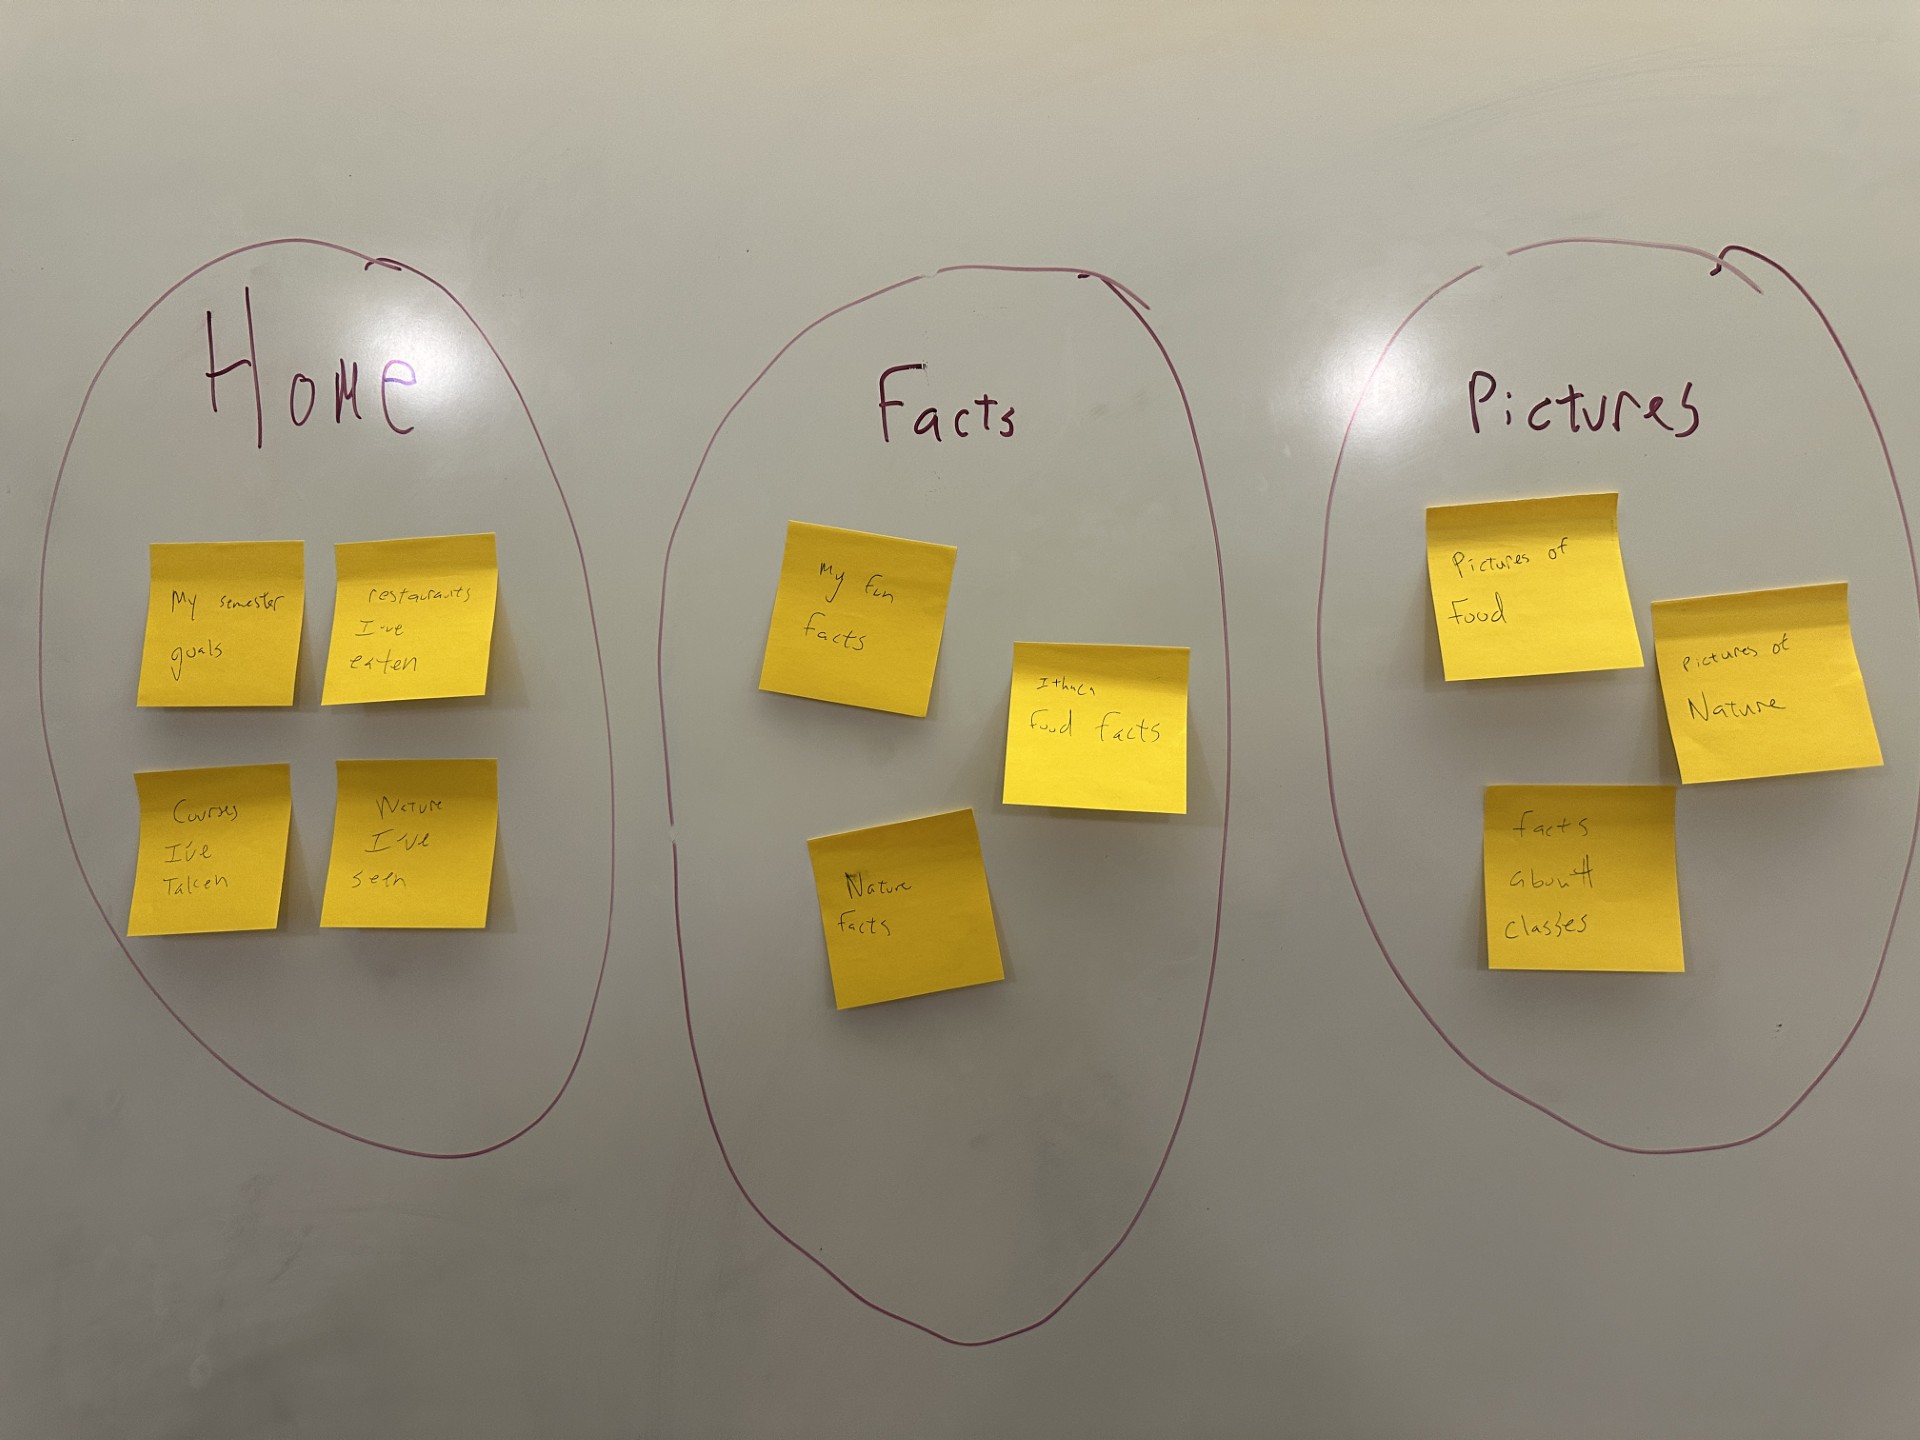 Home
My semester
goals
restaurants
I've
eaten
Courses
I've
Taken
Nature
I've
seen
Facts
My fun
facts
Ithaca
Food facts
Nature
facts
Pictures
Pictures of
Food
Pictures of
Nature
facts
about
classes